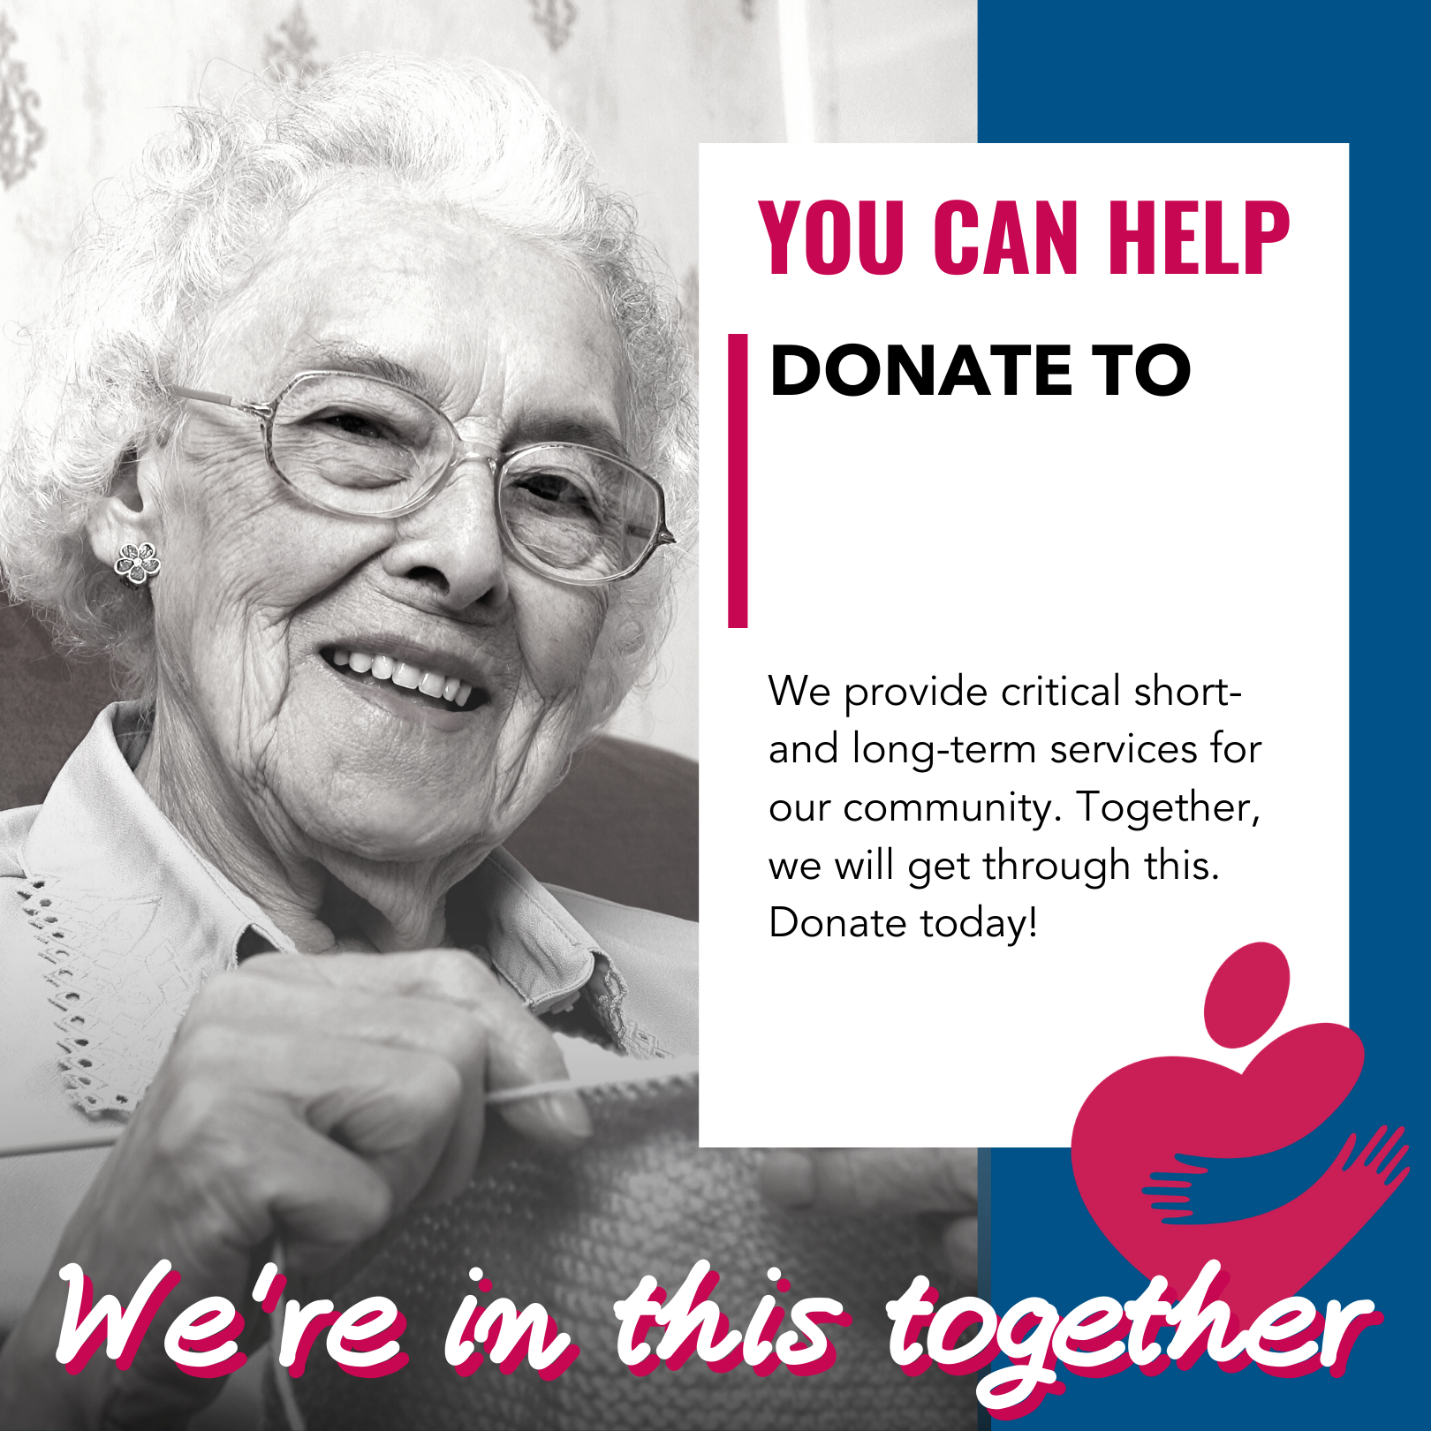 YOU CAN HELP
DONATE TO
We provide critical short-
and long-term services for
our community. Together,
we will get through this.
Donate today!
We're in this together